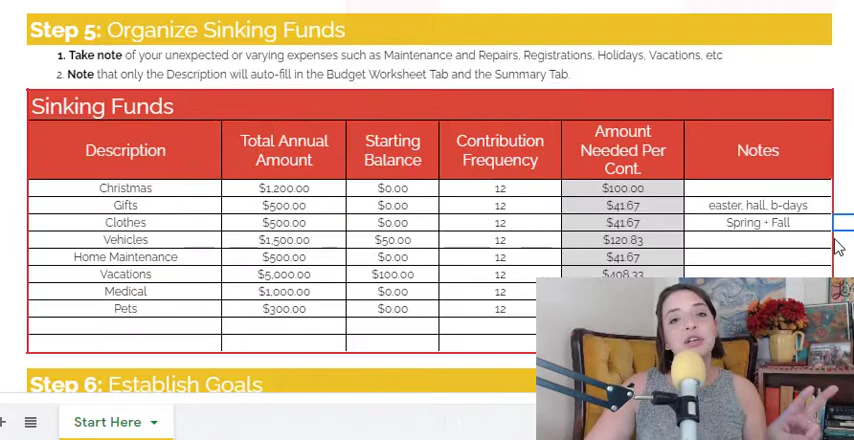 Step 5: Organize Sinking Funds
1. Take note of your unexpected or varying expenses such as Maintenance and Repairs, Registrations, Holidays, Vacations, etc
2. Note that only the Description will auto-fill in the Budget Worksheet Tab and the Summary Tab.
Sinking Funds
Description Total Annual Amount Starting Balance Contribution Frequency Amount Needed Per Cont. Notes
Christmas $1,200.00 $0.00 12 $100.00
Gifts $500.00 $0.00 12 $41.67 easter, hall, b-days
Clothes $500.00 $0.00 12 $41.67 Spring + Fall
Vehicles $1,500.00 $50.00 12 $120.83
Home Maintenance $500.00 $0.00 12 $41.67
Vacations $5,000.00 $100.00 12 $408.33
Medical $1,000.00 $0.00 12
Pets $300.00 $0.00 12
Step 6: Establish Goals
Start Here